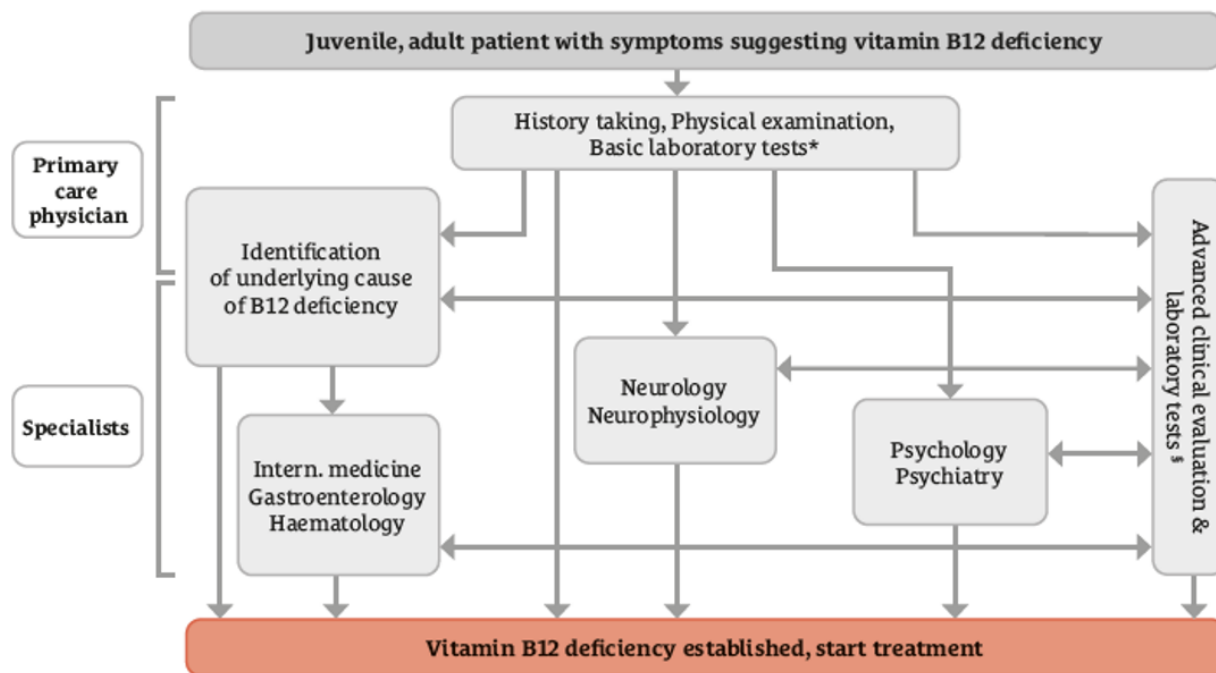 Juvenile, adult patient with symptoms suggesting vitamin B12 deficiency
History taking, Physical examination,
Basic laboratory tests*
Primary
care
physician
Identification
of underlying cause
of B12 deficiency
Advanced clinical evaluation &
laboratory tests §
Neurology
Neurophysiology
Specialists
Psychology
Psychiatry
Intern. medicine
Gastroenterology
Haematology
Vitamin B12 deficiency established, start treatment